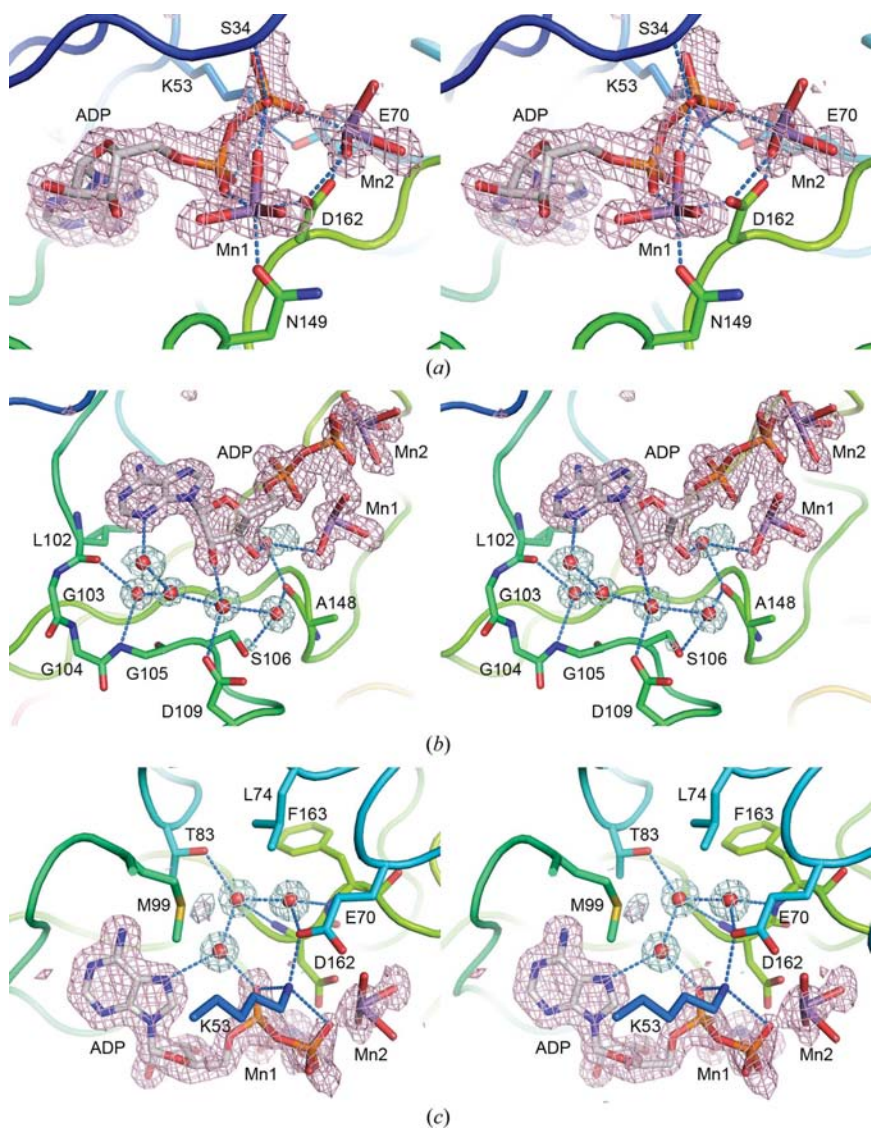 S34 S34
K53 K53
ADP E70 ADP E70
Mn2 Mn2
D162 D162
Mn1 Mn1
N149 N149
(a)
ADP Mn2 ADP Mn2
Mn1 Mn1
L102 L102
G103 A148 G103 A148
G104 G105 S106 G104 G105 S106
D109 D109
(b)
L74 L74
T83 F163 T83 F163
M99 E70 M99 E70
D162 D162
K53 K53
ADP Mn1 Mn2 ADP Mn1 Mn2
(c)